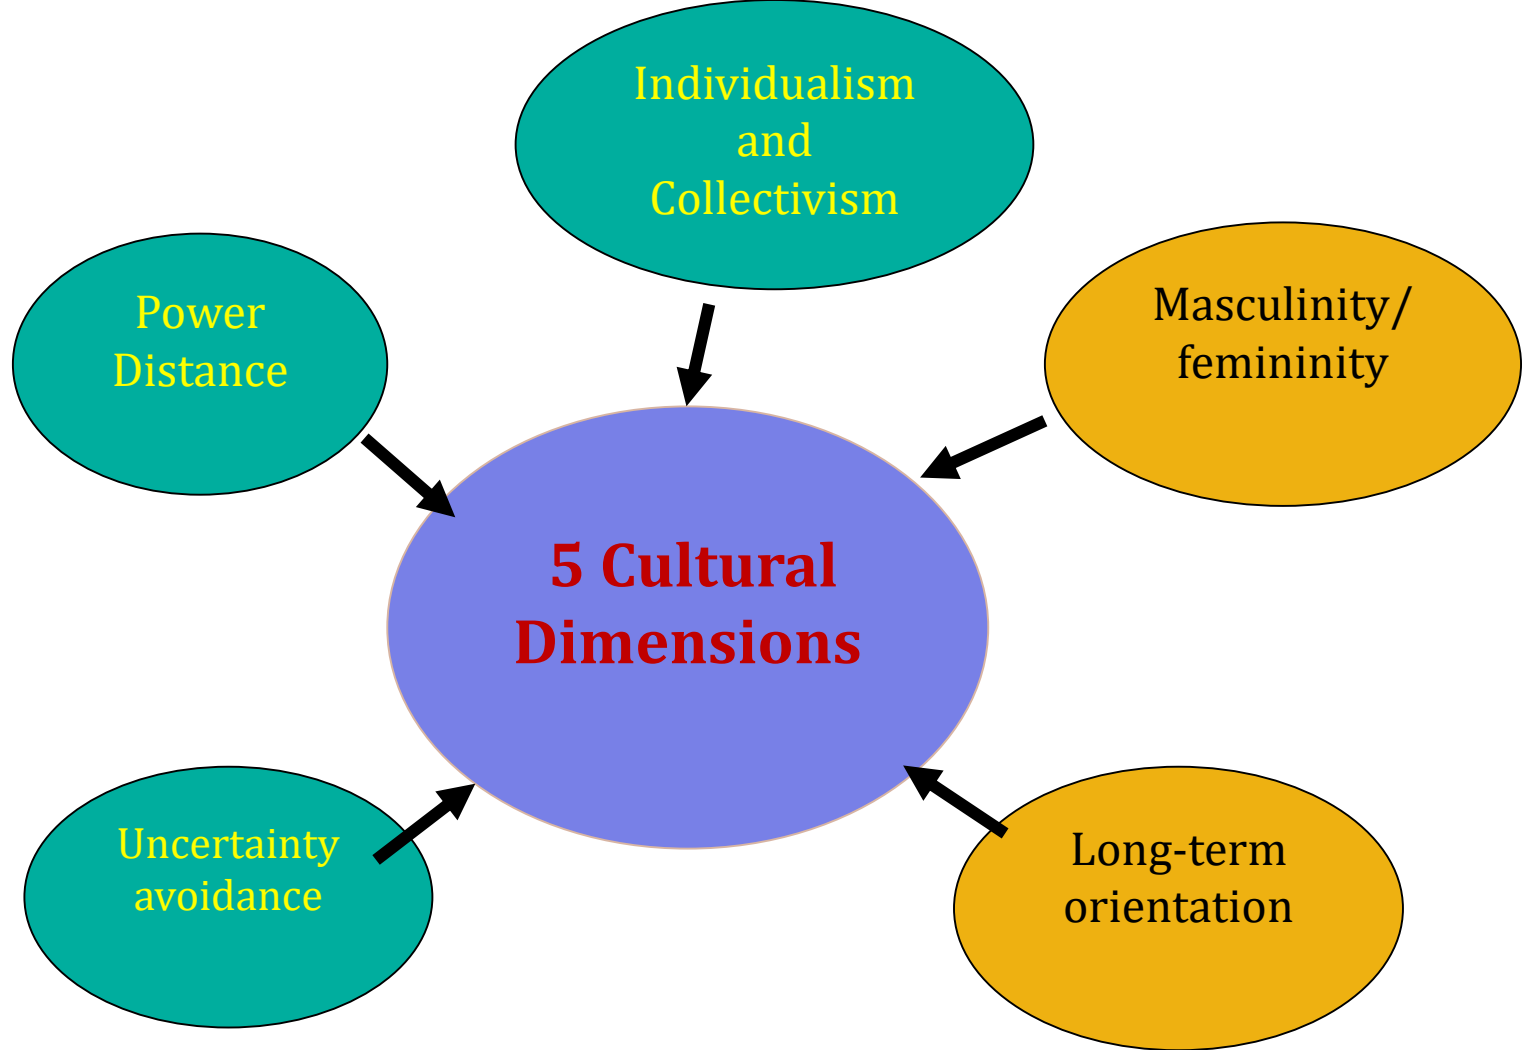 Individualism
and
Collectivism
Power
Distance
Masculinity/
femininity
5 Cultural
Dimensions
Uncertainty
avoidance
Long-term
orientation